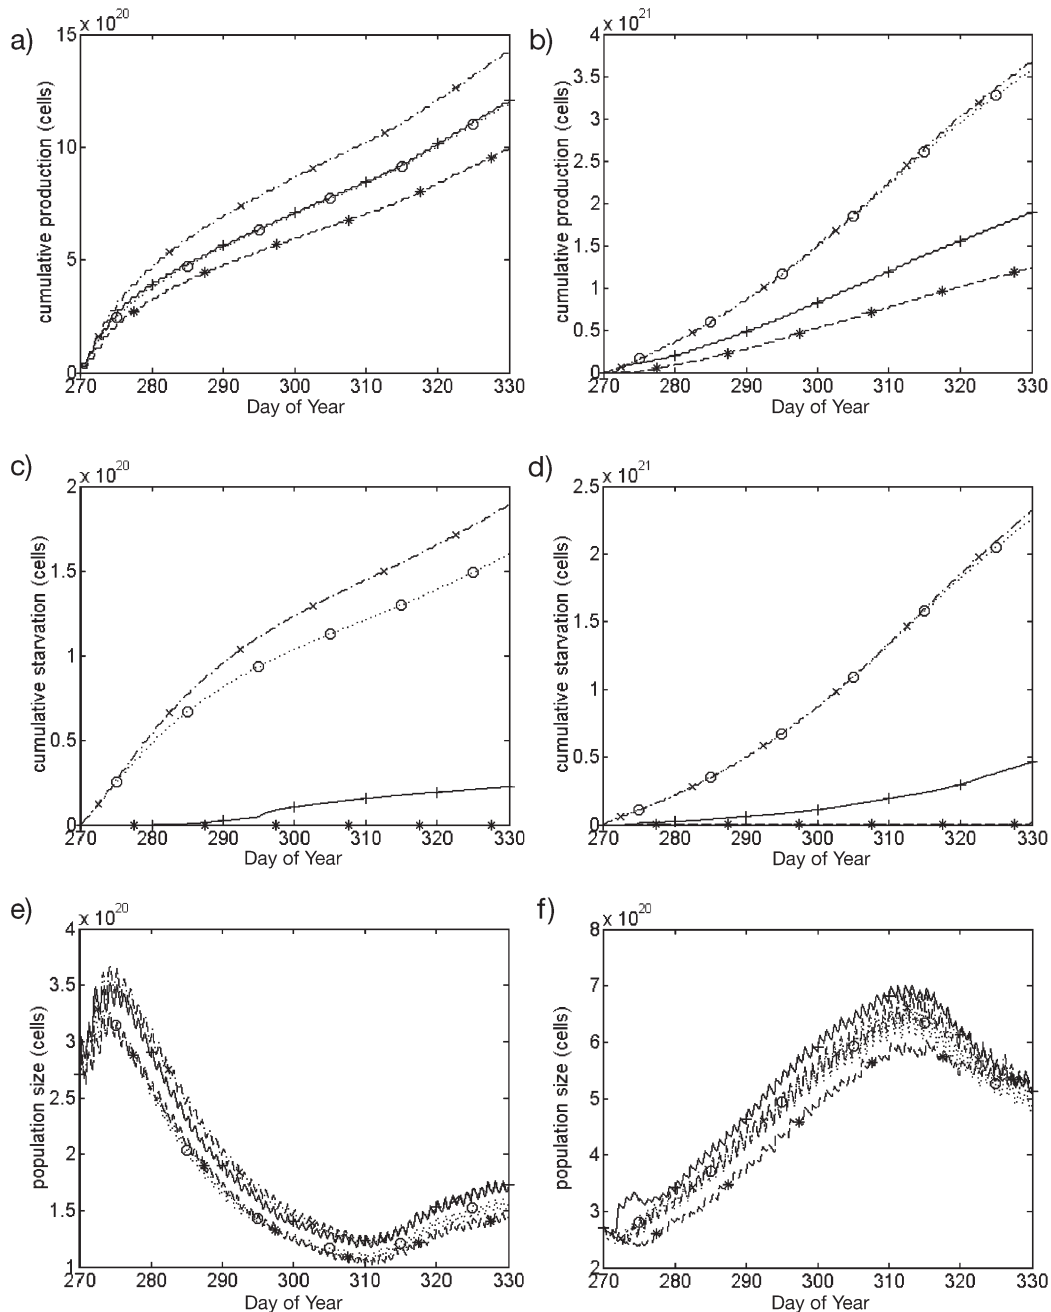 a)
x 10^20
15
10
5
0
cumulative production (cells)
270 280 290 300 310 320 330
Day of Year
b)
x 10^21
4
3.5
3
2.5
2
1.5
1
0.5
0
cumulative production (cells)
270 280 290 300 310 320 330
Day of Year
c)
x 10^20
2
1.5
1
0.5
0
cumulative starvation (cells)
270 280 290 300 310 320 330
Day of Year
d)
x 10^21
2.5
2
1.5
1
0.5
0
cumulative starvation (cells)
270 280 290 300 310 320 330
Day of Year
e)
x 10^20
4
3.5
3
2.5
2
1.5
1
population size (cells)
270 280 290 300 310 320 330
Day of Year
f)
x 10^20
8
7
6
5
4
3
2
population size (cells)
270 280 290 300 310 320 330
Day of Year